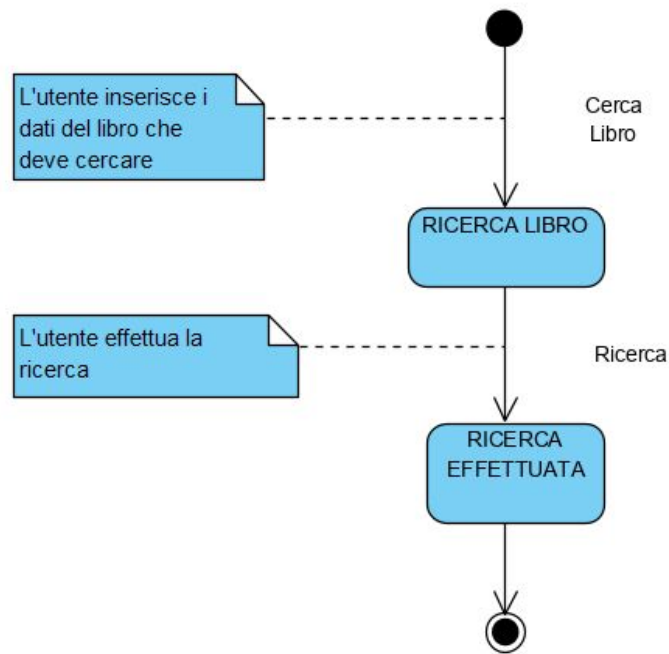 L'utente inserisce i
dati del libro che
deve cercare
Cerca
Libro
RICERCA LIBRO
L'utente effettua la
ricerca
Ricerca
RICERCA
EFFETTUATA